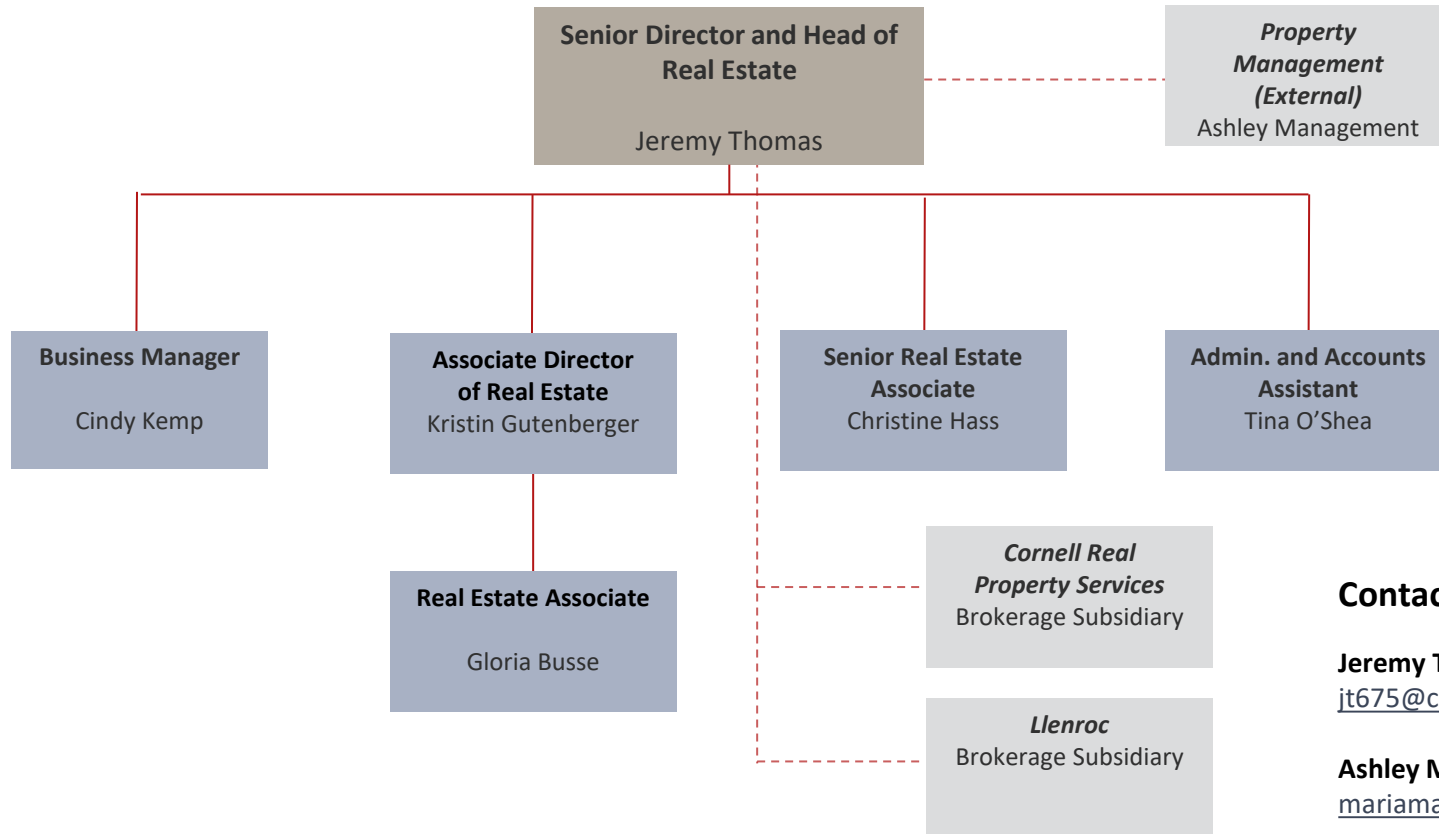 Senior Director and Head of
Real Estate
Jeremy Thomas
Property
Management
(External)
Ashley Management
Business Manager
Cindy Kemp
Associate Director
of Real Estate
Kristin Gutenberger
Senior Real Estate
Associate
Christine Hass
Admin. and Accounts
Assistant
Tina O’Shea
Real Estate Associate
Gloria Busse
Cornell Real
Property Services
Brokerage Subsidiary
Llenroc
Brokerage Subsidiary
Jeremy
Ashley